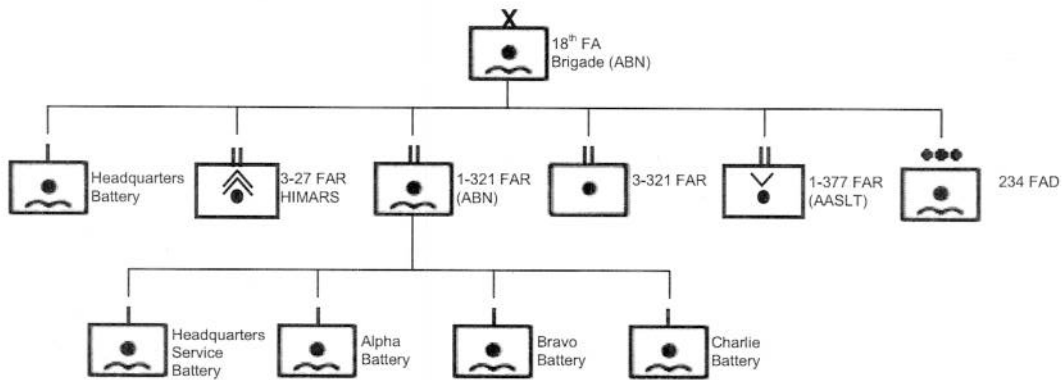 18th FA
Brigade (ABN)
Headquarters
Battery
3-27 FAR
HIMARS
1-321 FAR
(ABN)
3-321 FAR
1-377 FAR
(AASLT)
234 FAD
Headquarters
Service
Battery
Alpha
Battery
Bravo
Battery
Charlie
Battery